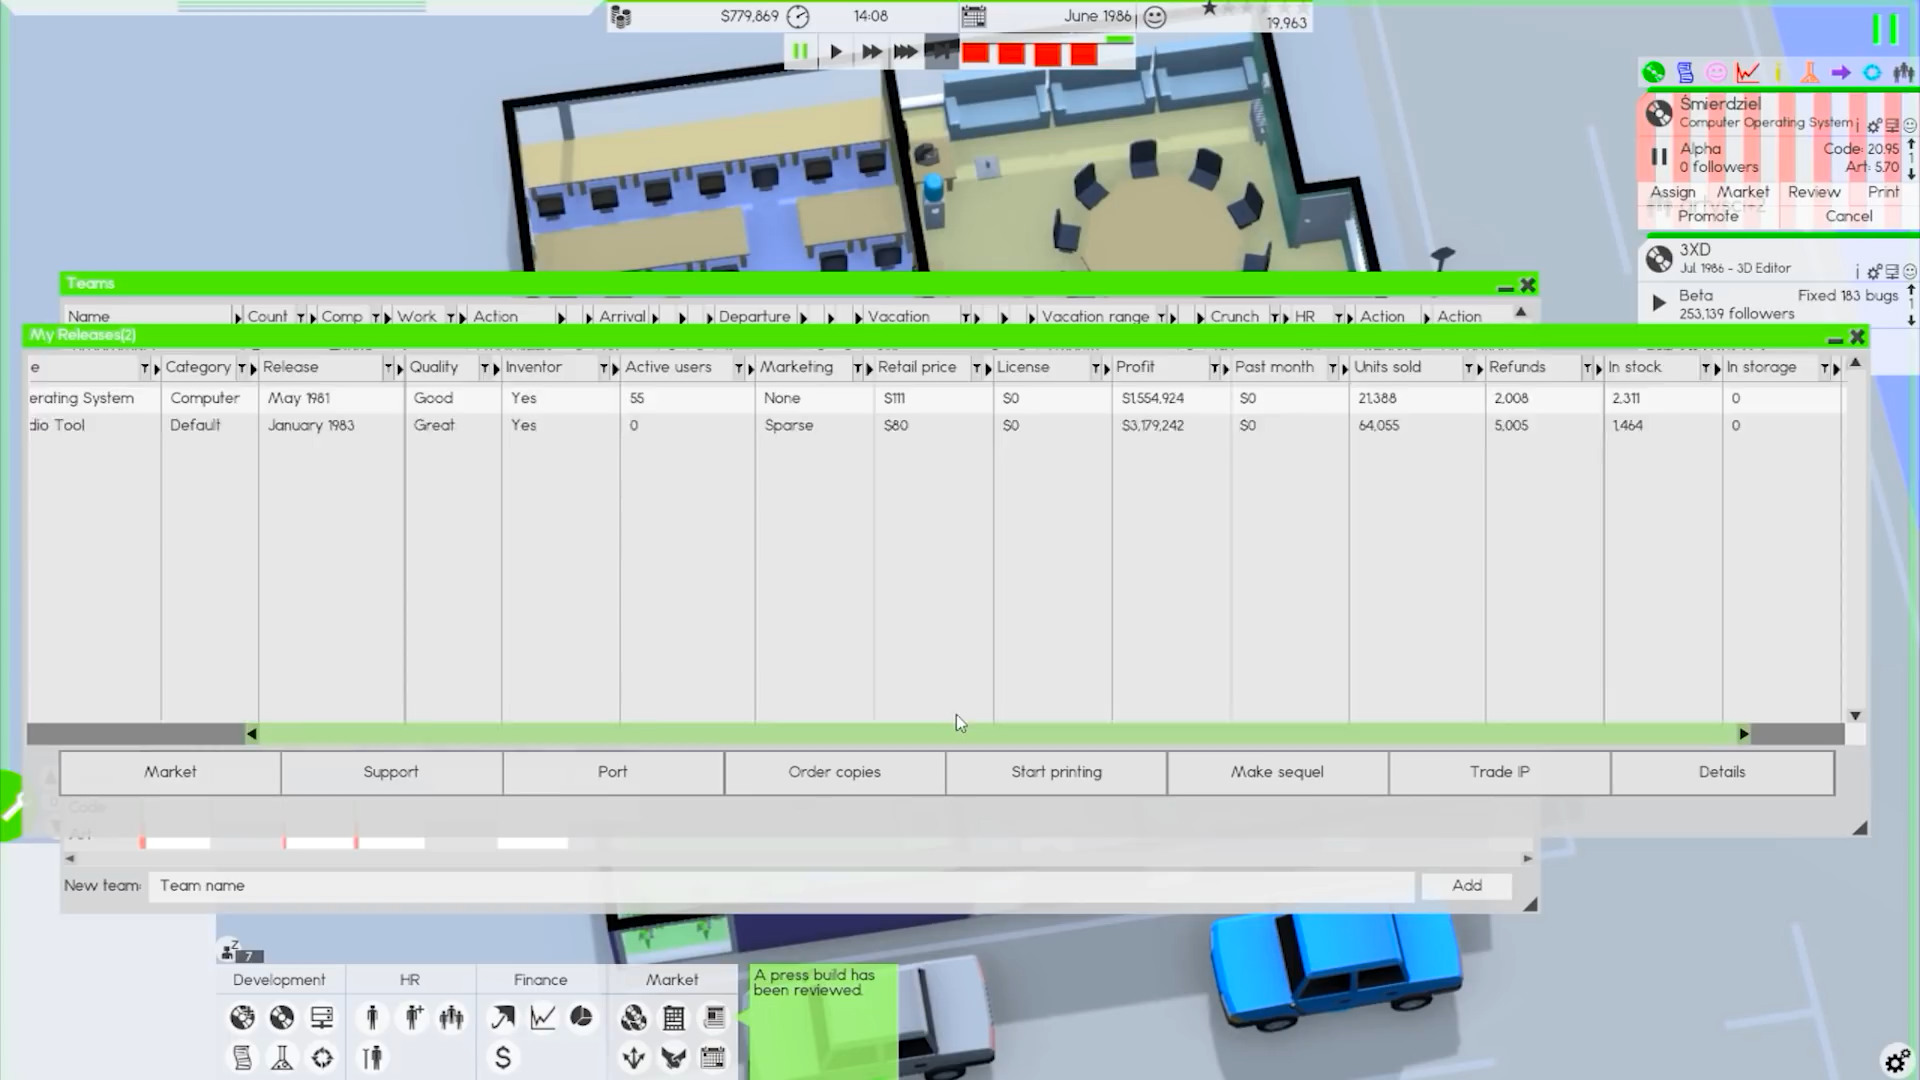 $779,869 14:08 June 1986 19,963
Śmierdziel
Computer Operating System
Alpha Code: 20.95
0 followers Art: 5.70
Assign Market Review Print
Promote Cancel
3XD
Jul 1986 - 3D Editor
Beta Fixed 183 bugs
253,139 followers
Teams
Name Count Comp Work Action Arrival Departure Vacation Vacation range Crunch HR Action Action
My Releases(2)
e Category Release Quality Inventor Active users Marketing Retail price License Profit Past month Units sold Refunds In stock In storage
erating System Computer May 1981 Good Yes 55 None $111 $0 $1,554,924 $0 21,388 2,008 2,311 0
dio Tool Default January 1983 Great Yes 0 Sparse $80 $0 $3,179,242 $0 64,055 5,005 1,464 0
Market Support Port Order copies Start printing Make sequel Trade IP Details
Code
Art
New team: Team name Add
Z
7
Development HR Finance Market
A press build has
been reviewed.